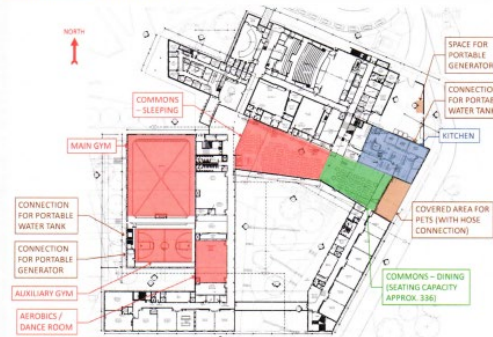 NORTH
SPACE FOR
PORTABLE
GENERATOR
COMMONS
– SLEEPING
CONNECTION
FOR PORTABLE
WATER TANK
KITCHEN
MAIN GYM
CONNECTION
FOR PORTABLE
WATER TANK
COVERED AREA FOR
PETS (WITH HOSE
CONNECTION)
CONNECTION
FOR PORTABLE
GENERATOR
COMMONS – DINING
(SEATING CAPACITY
APPROX. 336)
AUXILIARY GYM
AEROBICS /
DANCE ROOM